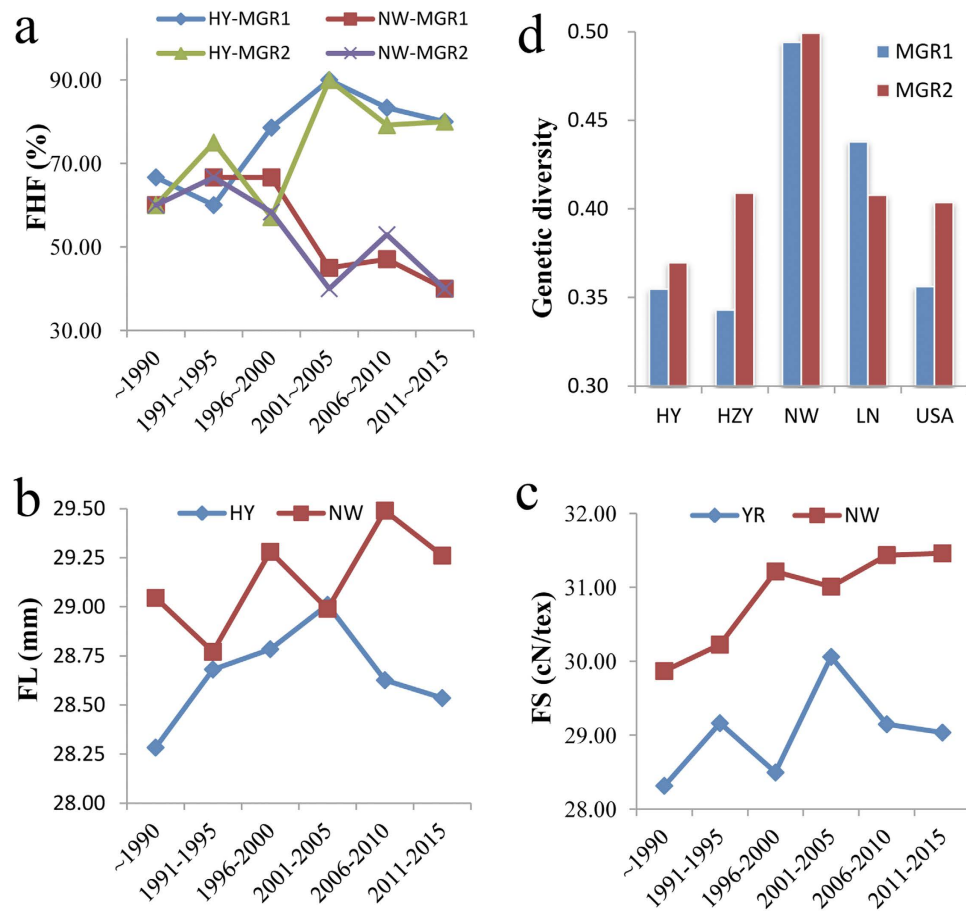 a
HY-MGR1 NW-MGR1
HY-MGR2 NW-MGR2
FHF (%)
90.00
70.00
50.00
30.00
~1990 1991~1995 1996~2000 2001~2005 2006~2010 2011~2015
d
MGR1
MGR2
Genetic diversity
0.50
0.45
0.40
0.35
0.30
HY HZY NW LN USA
b
HY NW
FL (mm)
29.50
29.25
29.00
28.75
28.50
28.25
28.00
~1990 1991-1995 1996-2000 2001-2005 2006-2010 2011-2015
c
YR NW
FS (cN/tex)
32.00
31.00
30.00
29.00
28.00
~1990 1991-1995 1996-2000 2001-2005 2006-2010 2011-2015